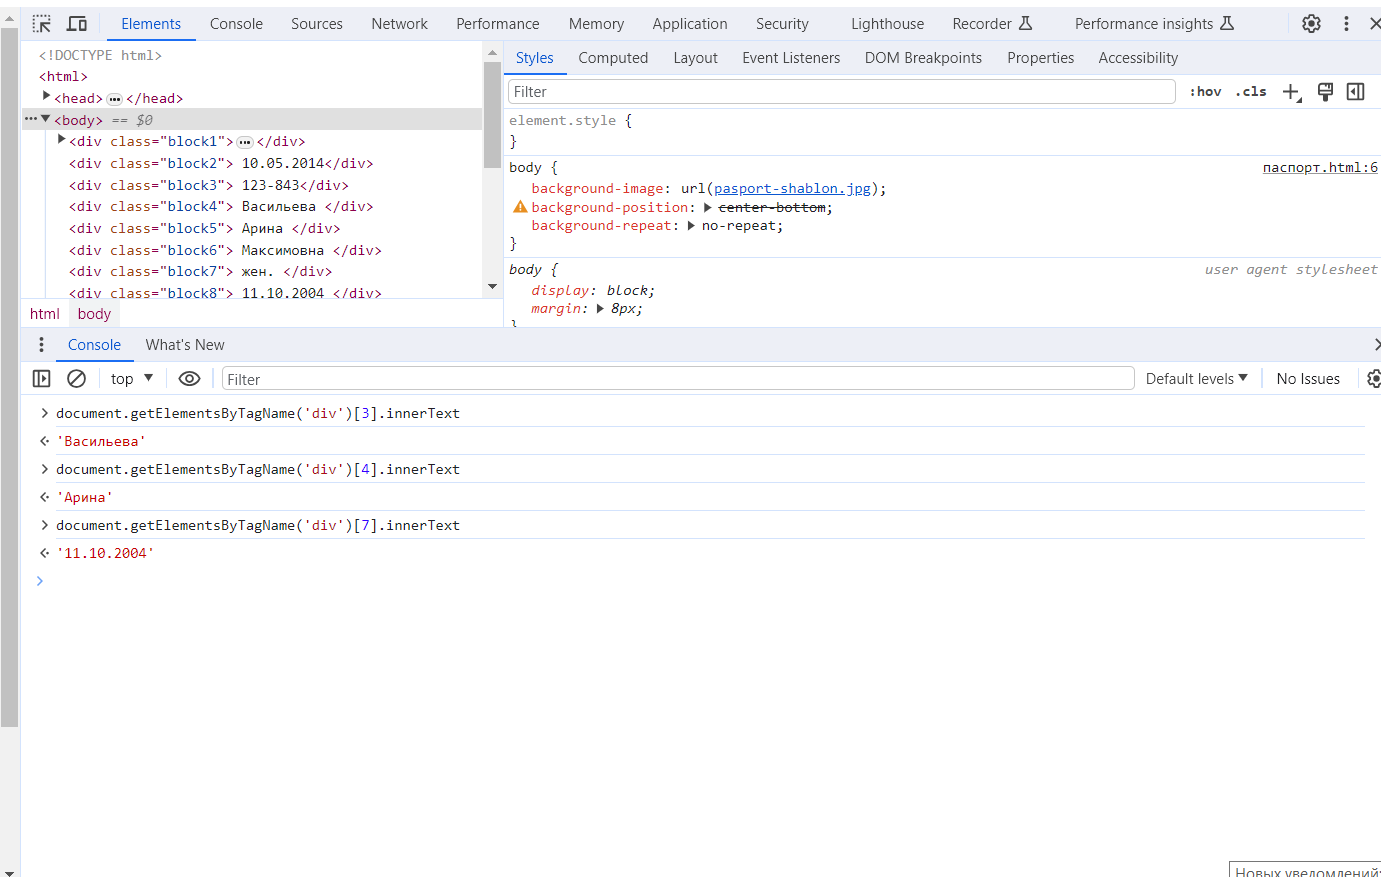 Elements Console Sources Network Performance Memory Application Security Lighthouse Recorder Performance insights
<!DOCTYPE html>
<html>
<head>…</head>
…<body> == $0
<div class="block1">…</div>
<div class="block2"> 10.05.2014</div>
<div class="block3"> 123-843</div>
<div class="block4"> Васильева </div>
<div class="block5"> Арина </div>
<div class="block6"> Максимовна </div>
<div class="block7"> жен. </div>
<div class="block8"> 11.10.2004 </div>
html body
Styles Computed Layout Event Listeners DOM Breakpoints Properties Accessibility
Filter :hov .cls
element.style {
}
body { паспорт.html:6
background-image: url(pasport-shablon.jpg);
background-position: center-bottom;
background-repeat: no-repeat;
}
body { user agent stylesheet
display: block;
margin: 8px;
}
Console What's New
top Filter Default levels No Issues
document.getElementsByTagName('div')[3].innerText
'Васильева'
document.getElementsByTagName('div')[4].innerText
'Арина'
document.getElementsByTagName('div')[7].innerText
'11.10.2004'
Новых уведомлений: